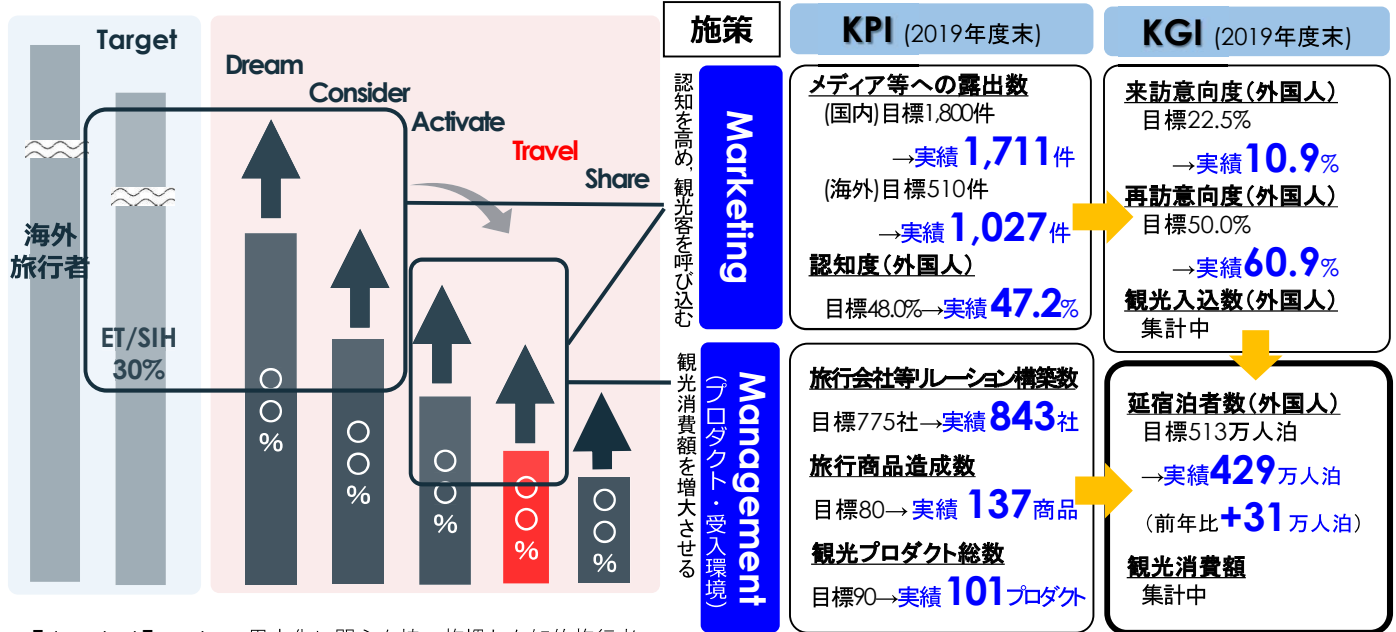 Target
海外
旅行者
ET/SIH
30%
Dream
Consider
Activate
Travel
Share
○
○
%
○
○
%
○
○
%
○
○
%
○
○
%
施策
認知を高め、観光客を呼び込む
Marketing
観光消費額を増大させる
Management
(プロダクト・受入環境)
KPI (2019年度末)
メディア等への露出数
(国内)目標1,800件
→実績1,711件
(海外)目標510件
→実績1,027件
認知度(外国人)
目標48.0%→実績47.2%
旅行会社等リレーション構築数
目標775社→実績843社
旅行商品造成数
目標80→実績137商品
観光プロダクト総数
目標90→実績101プロダクト
KGI (2019年度末)
来訪意向度(外国人)
目標22.5%
→実績10.9%
再訪意向度(外国人)
目標50.0%
→実績60.9%
観光入込数(外国人)
集計中
延宿泊者数(外国人)
目標513万人泊
→実績429万人泊
(前年比+31万人泊)
観光消費額
集計中